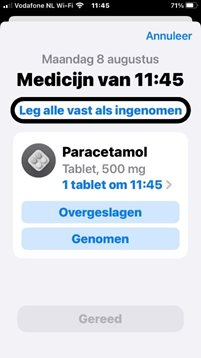 Vodafone NL Wi-Fi 11:45 71%
Annuleer
Maandag 8 augustus
Medicijn van 11:45
Leg alle vast als ingenomen
Paracetamol
Tablet, 500 mg
1 tablet om 11:45
Overgeslagen
Genomen
Gereed